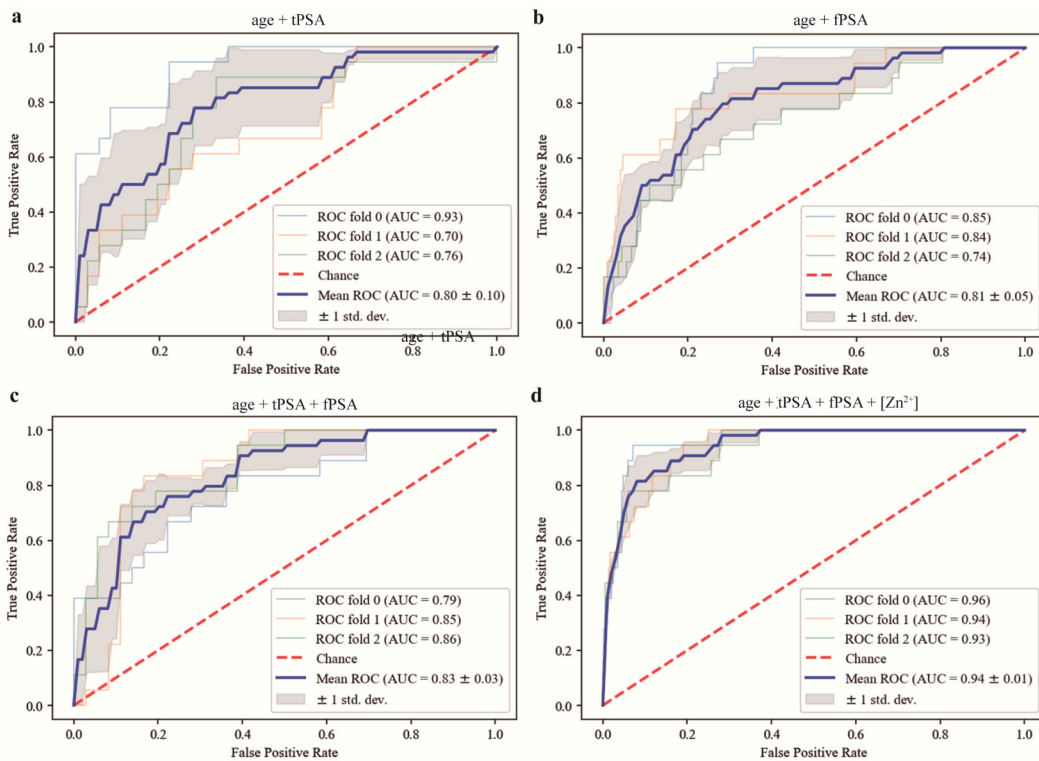 a
age + tPSA
1.0
0.8
0.6
0.4
0.2
0.0
True Positive Rate
ROC fold 0 (AUC = 0.93)
ROC fold 1 (AUC = 0.70)
ROC fold 2 (AUC = 0.76)
Chance
Mean ROC (AUC = 0.80 ± 0.10)
± 1 std. dev.
0.0 0.2 0.4 0.6 0.8 1.0
age + tPSA
False Positive Rate
b
age + fPSA
1.0
0.8
0.6
0.4
0.2
0.0
True Positive Rate
ROC fold 0 (AUC = 0.85)
ROC fold 1 (AUC = 0.84)
ROC fold 2 (AUC = 0.74)
Chance
Mean ROC (AUC = 0.81 ± 0.05)
± 1 std. dev.
0.0 0.2 0.4 0.6 0.8 1.0
False Positive Rate
c
age + tPSA + fPSA
1.0
0.8
0.6
0.4
0.2
0.0
True Positive Rate
ROC fold 0 (AUC = 0.79)
ROC fold 1 (AUC = 0.85)
ROC fold 2 (AUC = 0.86)
Chance
Mean ROC (AUC = 0.83 ± 0.03)
± 1 std. dev.
0.0 0.2 0.4 0.6 0.8 1.0
False Positive Rate
d
age + tPSA + fPSA + [Zn²⁺]
1.0
0.8
0.6
0.4
0.2
0.0
True Positive Rate
ROC fold 0 (AUC = 0.96)
ROC fold 1 (AUC = 0.94)
ROC fold 2 (AUC = 0.93)
Chance
Mean ROC (AUC = 0.94 ± 0.01)
± 1 std. dev.
0.0 0.2 0.4 0.6 0.8 1.0
False Positive Rate